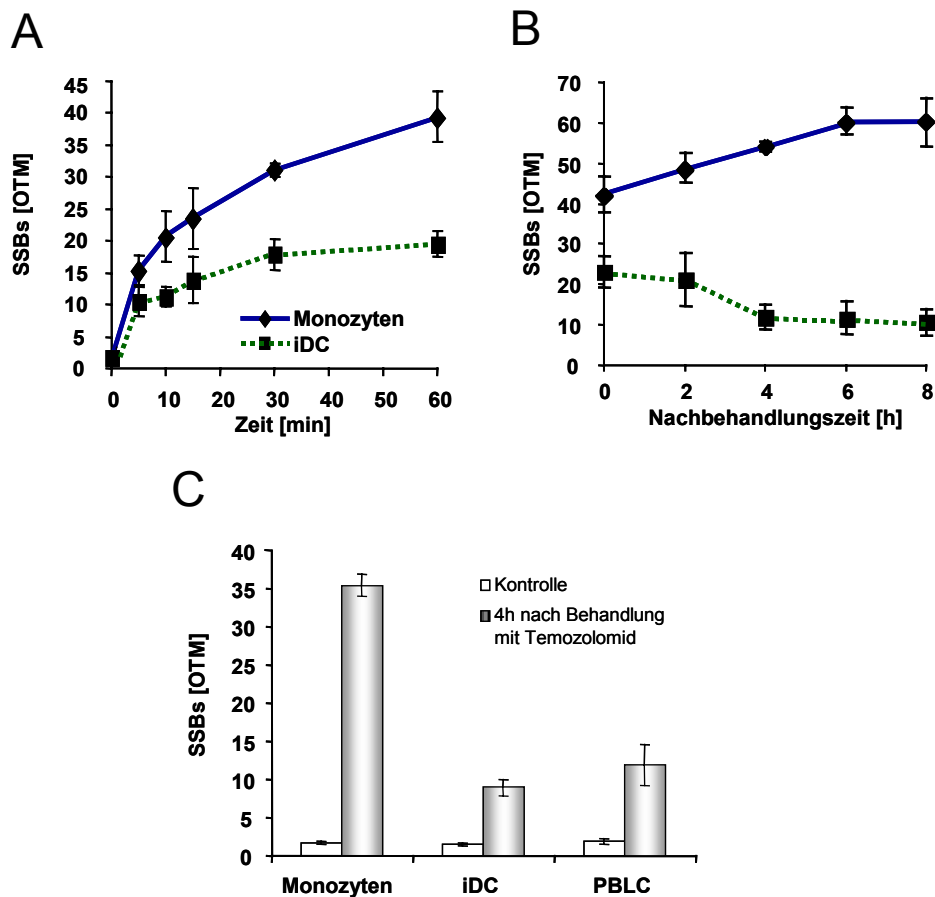 A
45
40
35
30
25
20
15
10
5
0
SSBs [OTM]
Monozyten
iDC
0 10 20 30 40 50 60
Zeit [min]
B
70
60
50
40
30
20
10
0
SSBs [OTM]
0 2 4 6 8
Nachbehandlungszeit [h]
C
40
35
30
25
20
15
10
5
0
SSBs [OTM]
Kontrolle
4h nach Behandlung
mit Temozolomid
Monozyten iDC PBLC